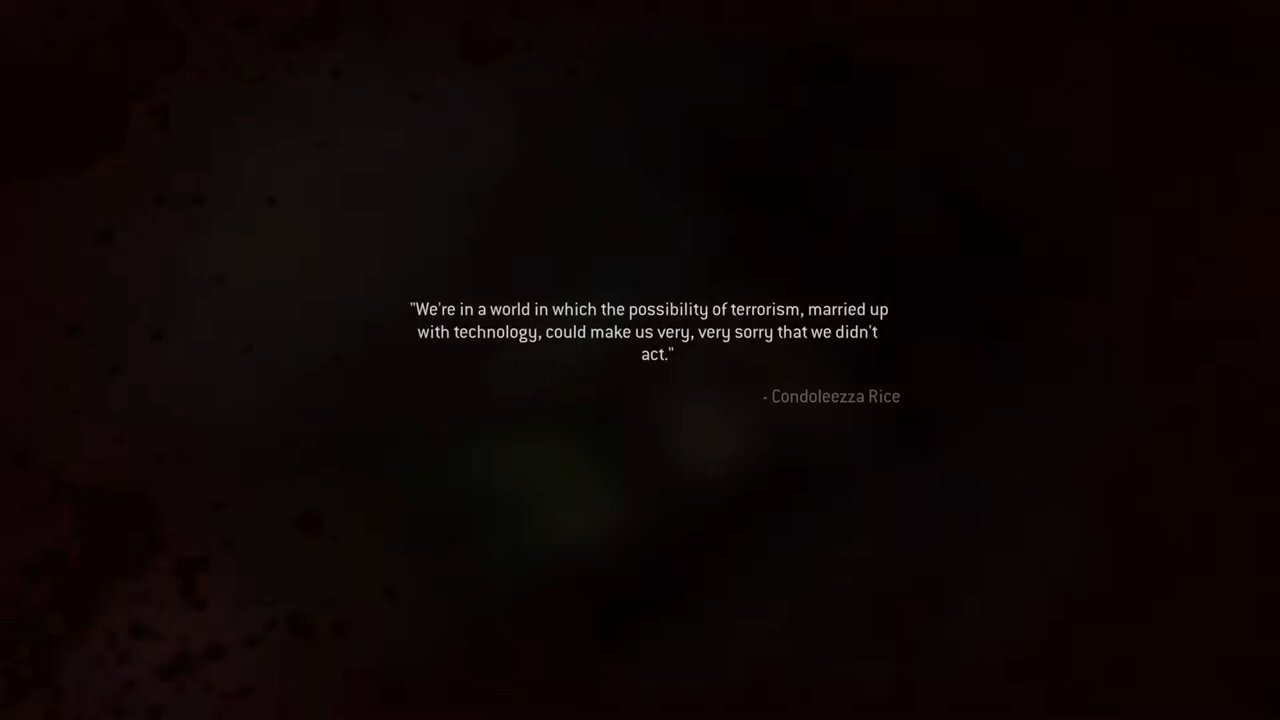 "We're in a world in which the possibility of terrorism, married up
with technology, could make us very, very sorry that we didn't
act."
- Condoleezza Rice